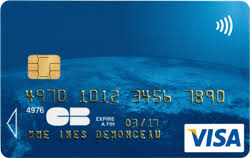 4970 1012 3456 7890
4976
CB
EXPIRE
A FIN 03/17
MME INES DEMONCEAU
VISA